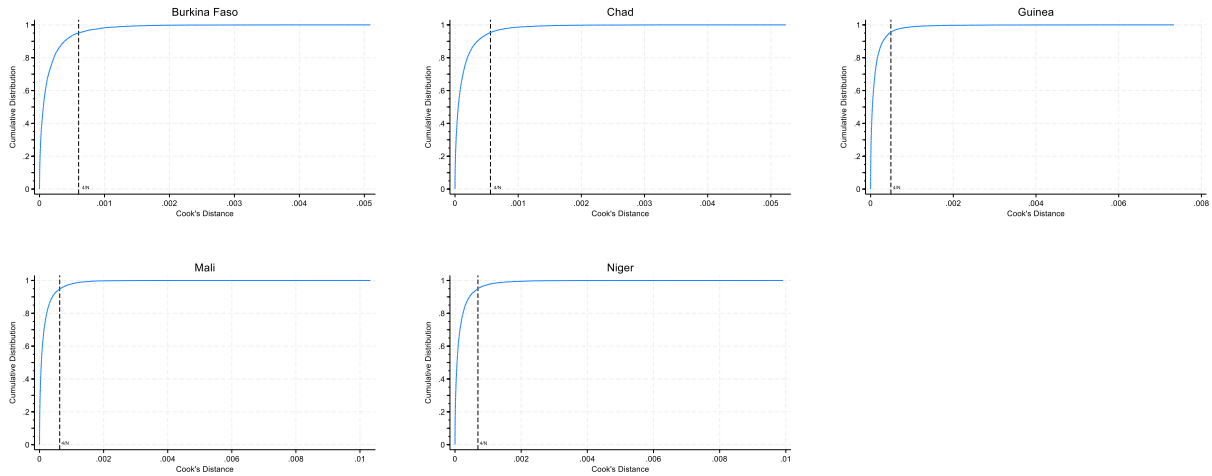 Burkina Faso
Cumulative Distribution
1
.8
.6
.4
.2
0
4/N
0 .001 .002 .003 .004 .005
Cook's Distance
Chad
Cumulative Distribution
1
.8
.6
.4
.2
0
4/N
0 .001 .002 .003 .004 .005
Cook's Distance
Guinea
Cumulative Distribution
1
.8
.6
.4
.2
0
4/N
0 .002 .004 .006 .008
Cook's Distance
Mali
Cumulative Distribution
1
.8
.6
.4
.2
0
4/N
0 .002 .004 .006 .008 .01
Cook's Distance
Niger
Cumulative Distribution
1
.8
.6
.4
.2
0
4/N
0 .002 .004 .006 .008 .01
Cook's Distance